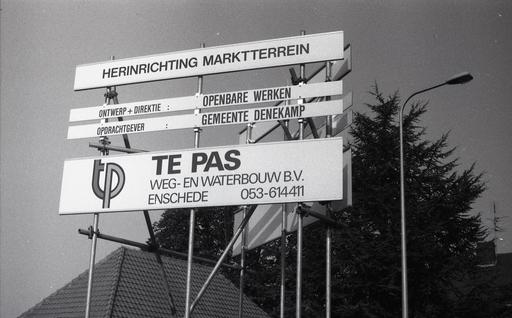 HERINRICHTING MARKTTERREIN
ONTWERP + DIREKTIE : OPENBARE WERKEN
OPDRACHTGEVER : GEMEENTE DENEKAMP
tp TE PAS
WEG- EN WATERBOUW B.V.
ENSCHEDE 053-614411